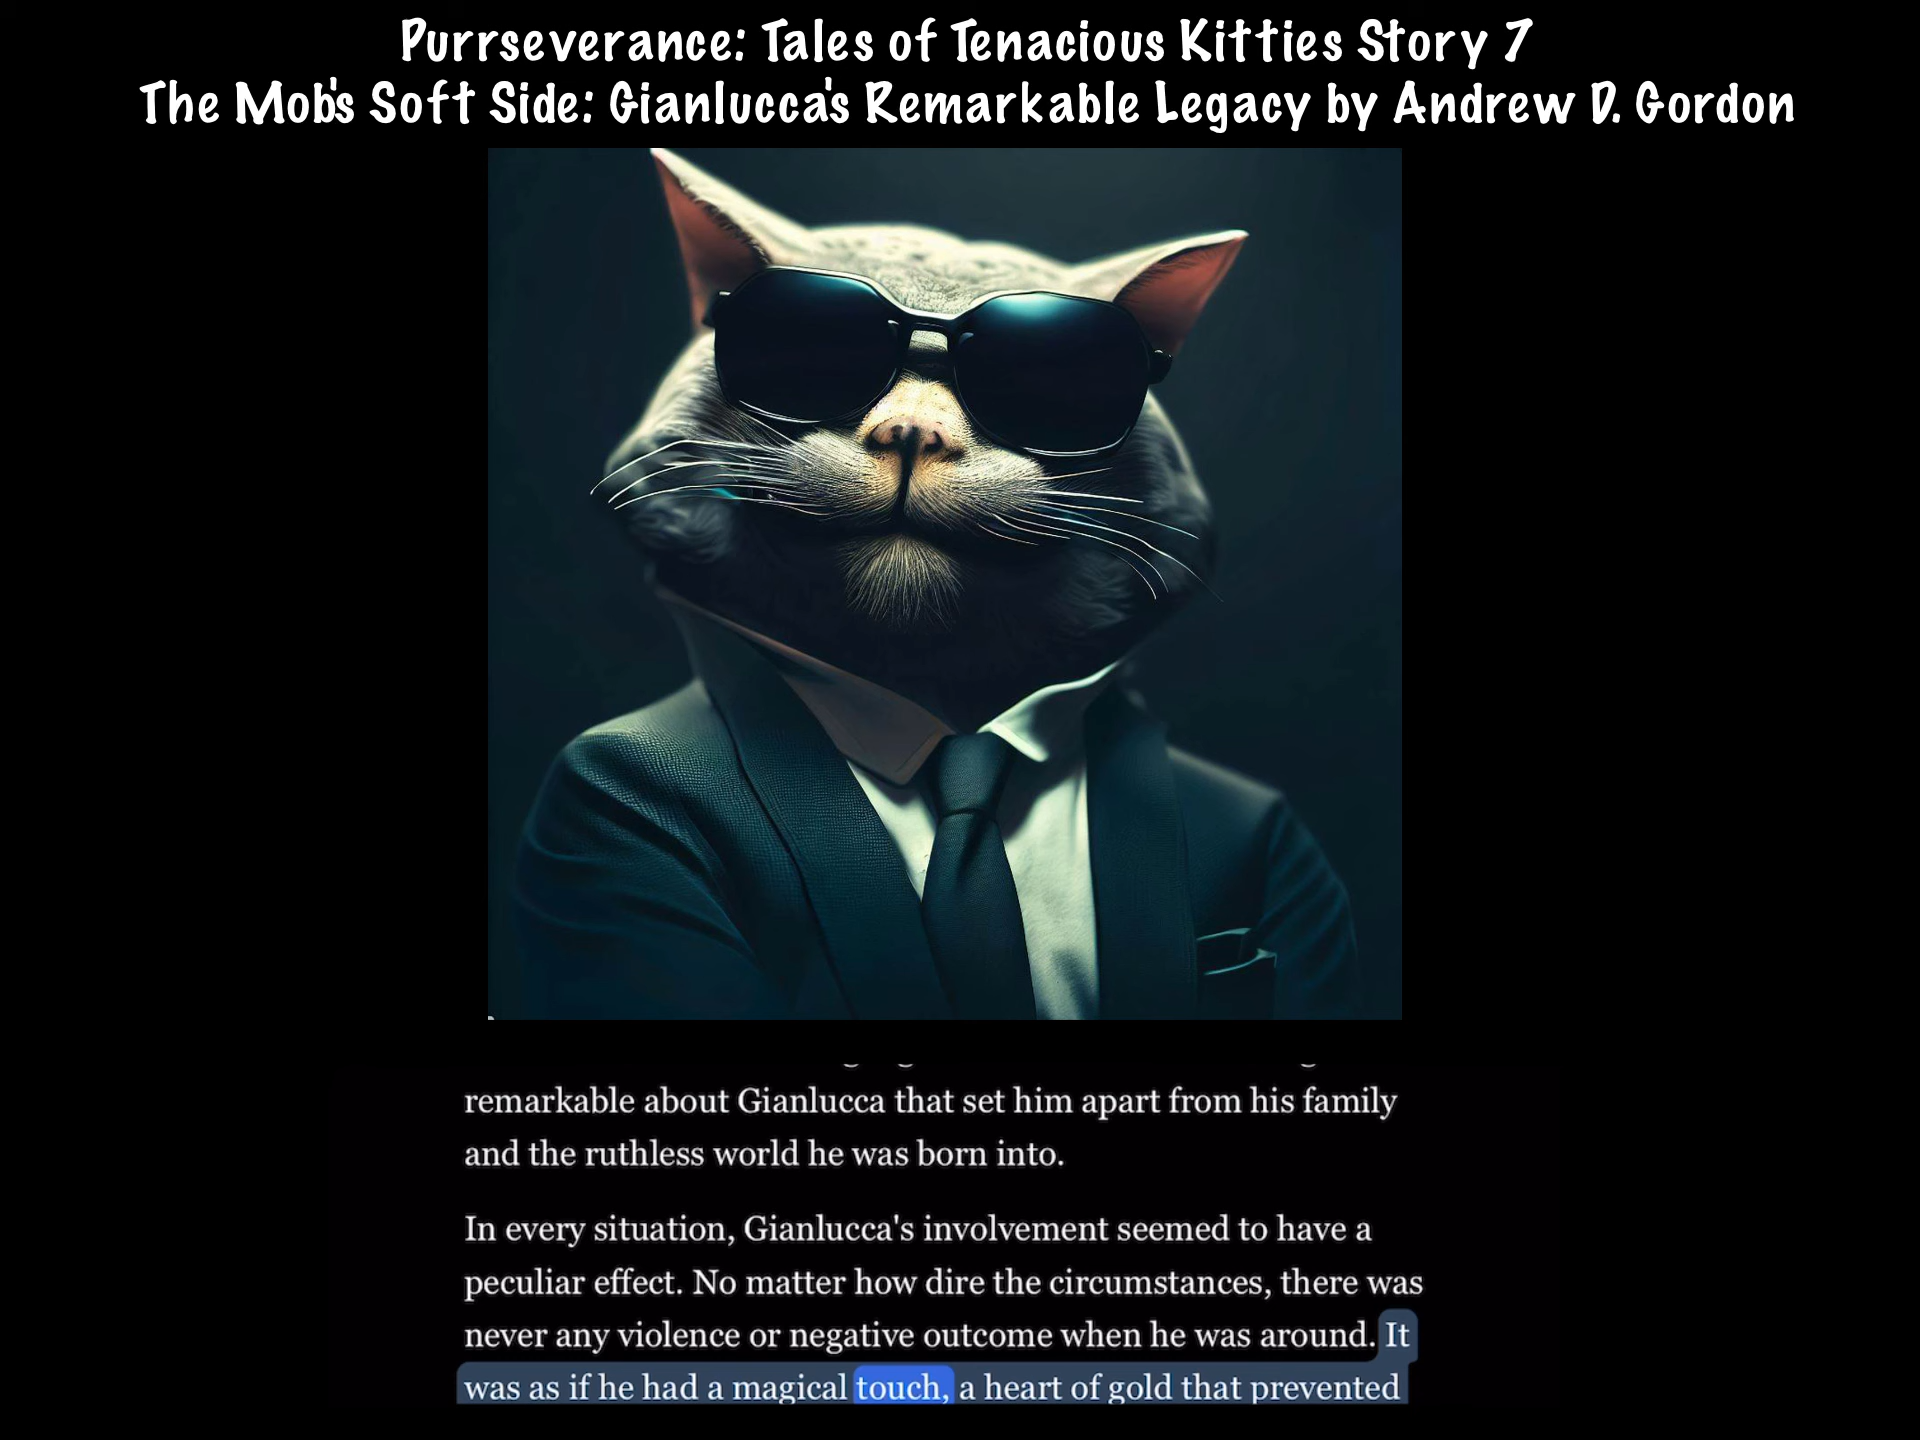 Purrseverance: Tales of Tenacious Kitties Story 7
The Mob's Soft Side: Gianlucca's Remarkable Legacy by Andrew D. Gordon
remarkable about Gianlucca that set him apart from his family
and the ruthless world he was born into.
In every situation, Gianlucca's involvement seemed to have a
peculiar effect. No matter how dire the circumstances, there was
never any violence or negative outcome when he was around. It
was as if he had a magical touch, a heart of gold that prevented